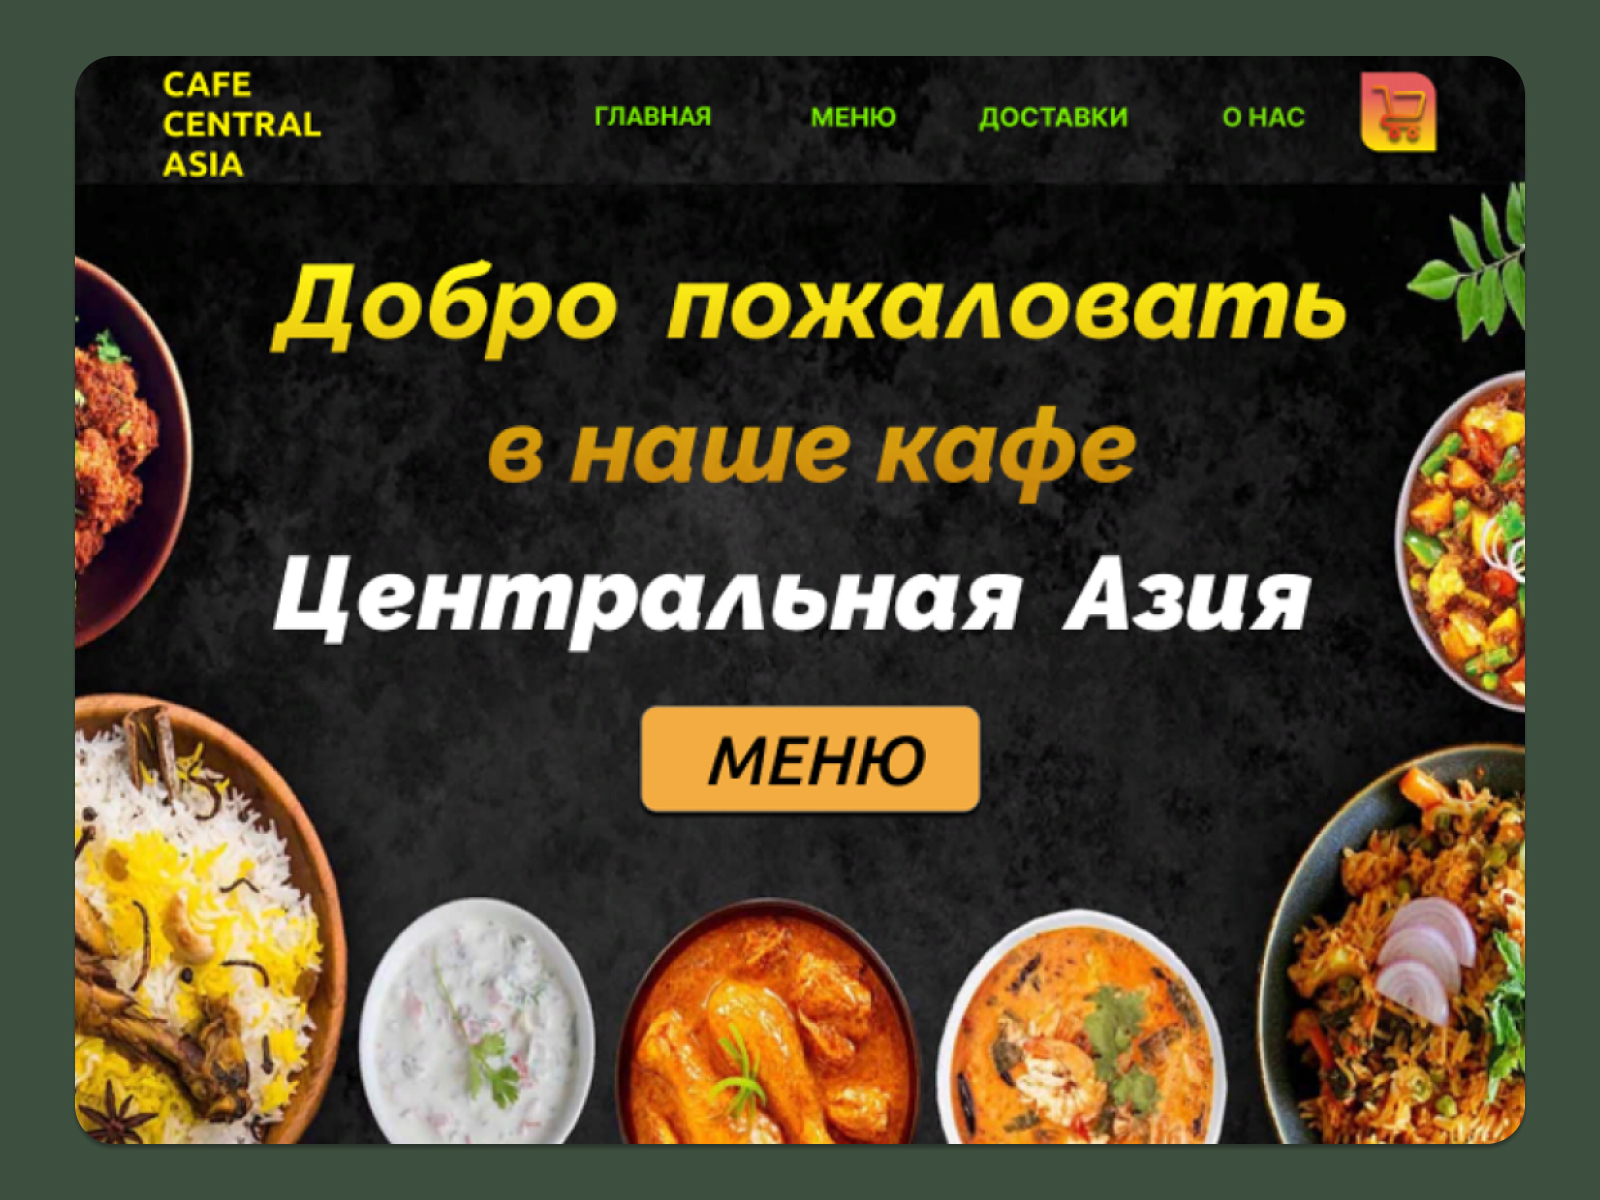 CAFE
CENTRAL
ASIA
ГЛАВНАЯ МЕНЮ ДОСТАВКИ О НАС
Добро пожаловать
в наше кафе
Центральная Азия
МЕНЮ